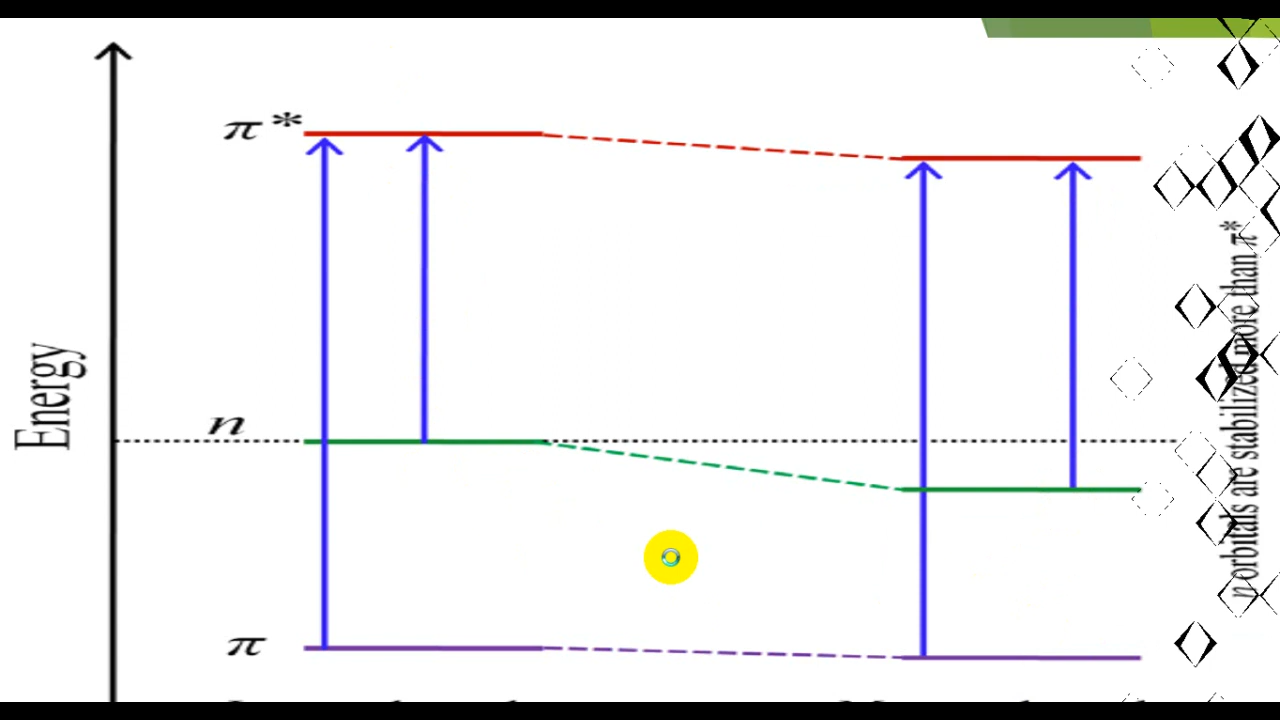 π*
n
π
Energy
n orbitals are stabilized more than π*